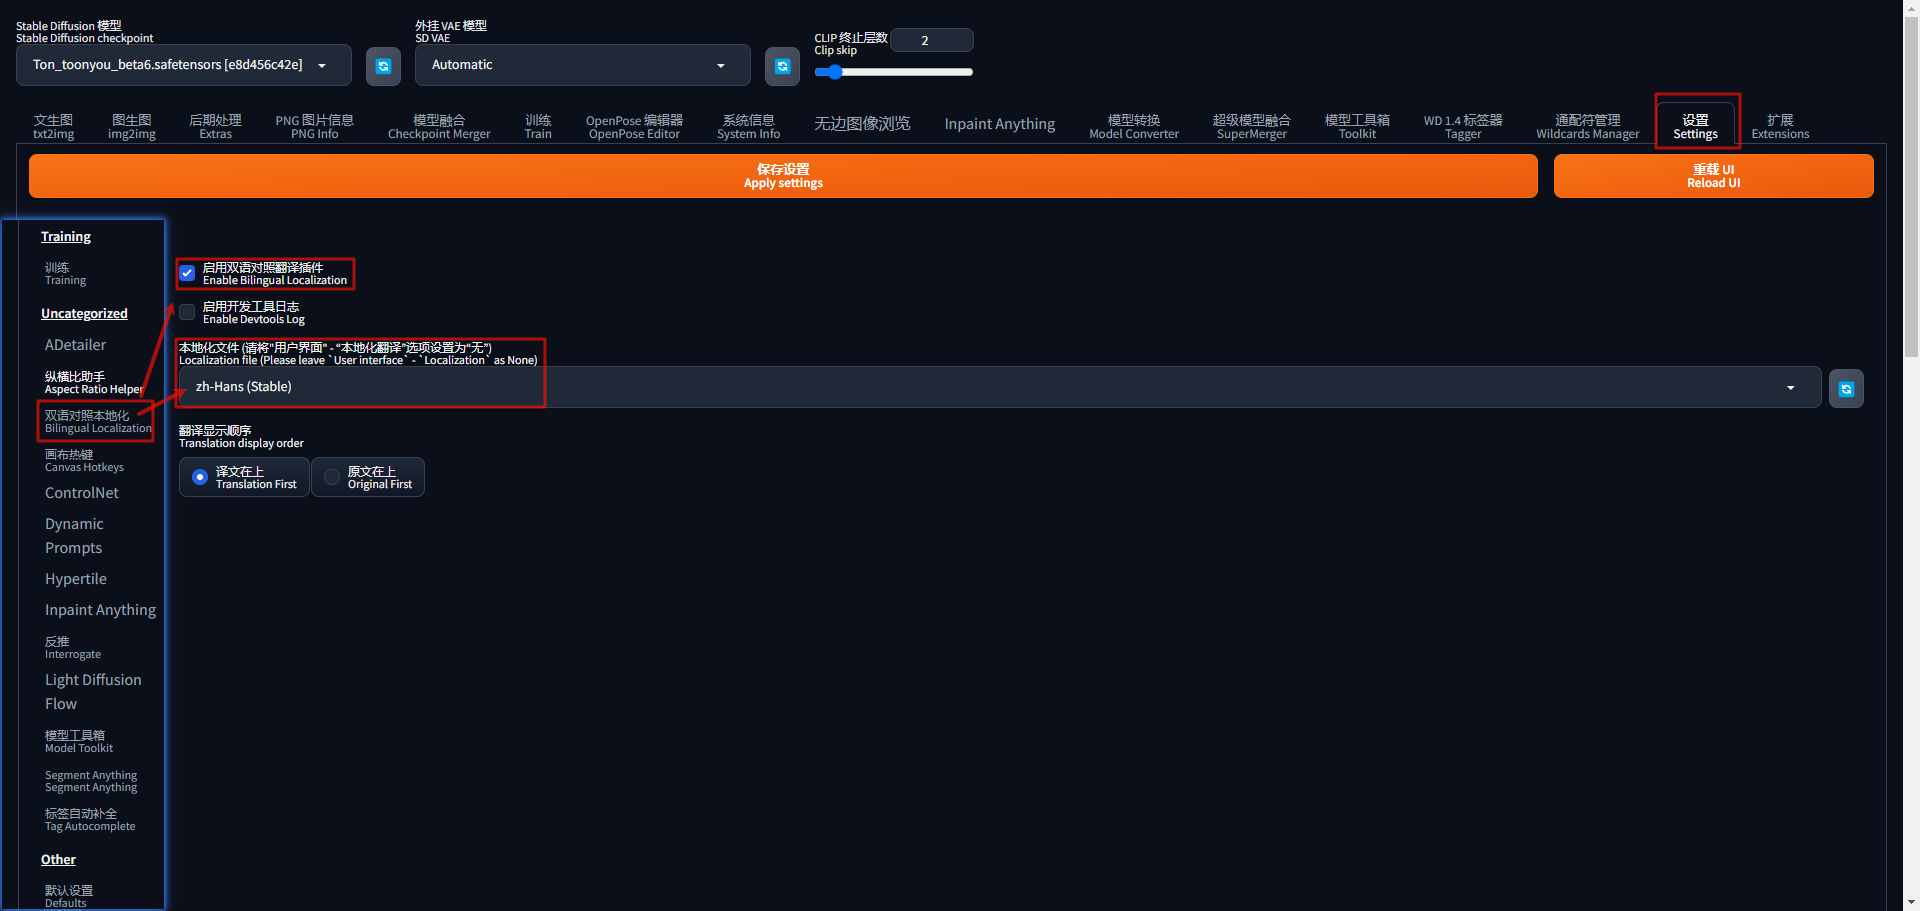 Stable Diffusion 模型
Stable Diffusion checkpoint
Ton_toonyou_beta6.safetensors [e8d456c42e]
外挂 VAE 模型
SD VAE
Automatic
CLIP 终止层数
Clip skip
2
文生图
txt2img
图生图
img2img
后期处理
Extras
PNG 图片信息
PNG Info
模型融合
Checkpoint Merger
训练
Train
OpenPose 编辑器
OpenPose Editor
系统信息
System Info
无边图像浏览
Inpaint Anything
模型转换
Model Converter
超级模型融合
SuperMerger
模型工具箱
Toolkit
WD 1.4 标签器
Tagger
通配符管理
Wildcards Manager
设置
Settings
扩展
Extensions
保存设置
Apply settings
重载 UI
Reload UI
Training
训练
Training
Uncategorized
ADetailer
纵横比助手
Aspect Ratio Helper
双语对照本地化
Bilingual Localization
画布热键
Canvas Hotkeys
ControlNet
Dynamic
Prompts
Hypertile
Inpaint Anything
反推
Interrogate
Light Diffusion
Flow
模型工具箱
Model Toolkit
Segment Anything
Segment Anything
标签自动补全
Tag Autocomplete
Other
默认设置
Defaults
启用双语对照翻译插件
Enable Bilingual Localization
启用开发工具日志
Enable Devtools Log
本地化文件 (请将"用户界面" - "本地化翻译"选项设置为“无”)
Localization file (Please leave `User interface` - `Localization` as None)
zh-Hans (Stable)
翻译显示顺序
Translation display order
译文在上
Translation First
原文在上
Original First